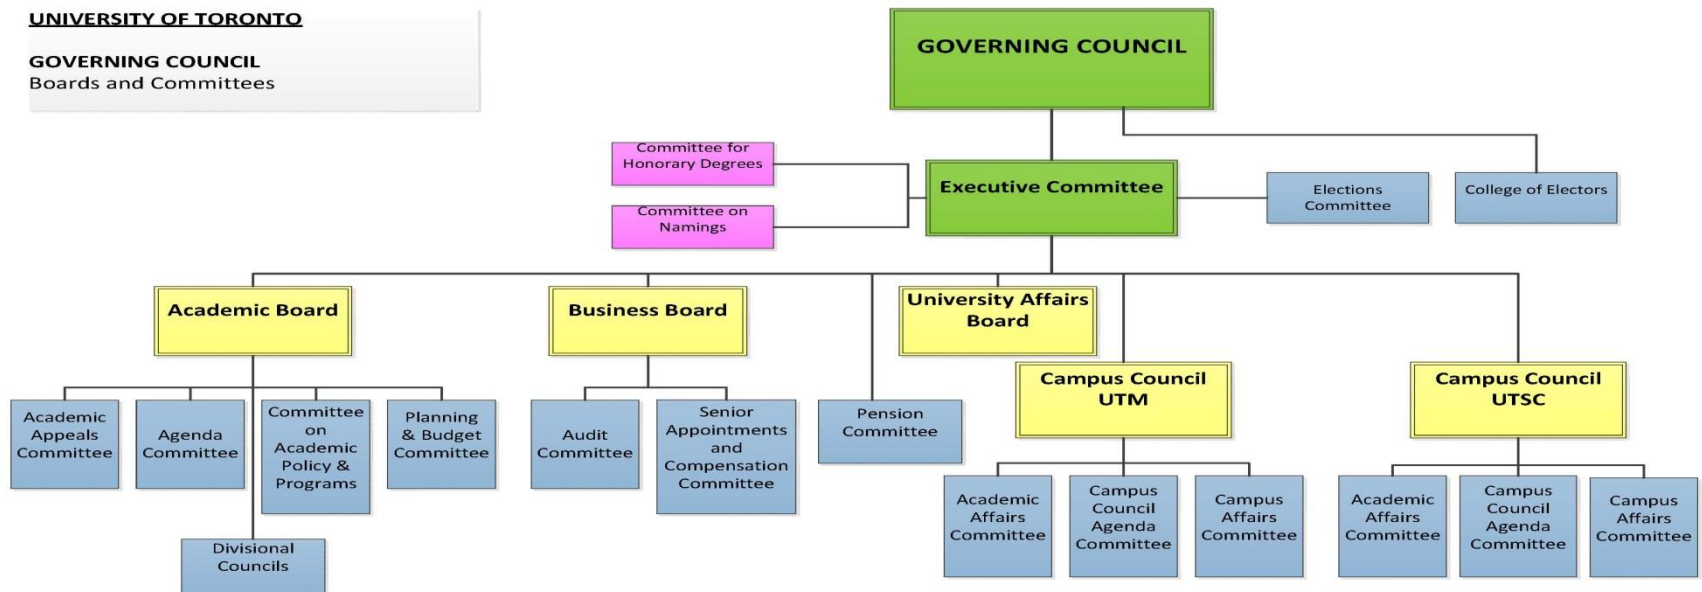 UNIVERSITY OF TORONTO
GOVERNING COUNCIL
Boards and Committees
GOVERNING COUNCIL
Committee for
Honorary Degrees
Executive Committee
Elections
Committee
College of Electors
Committee on
Namings
Academic Board
Business Board
University Affairs
Board
Campus Council
UTM
Campus Council
UTSC
Academic
Appeals
Committee
Agenda
Committee
Committee
on
Academic
Policy &
Programs
Planning
& Budget
Committee
Audit
Committee
Senior
Appointments
and
Compensation
Committee
Pension
Committee
Academic
Affairs
Committee
Campus
Council
Agenda
Committee
Campus
Affairs
Committee
Academic
Affairs
Committee
Campus
Council
Agenda
Committee
Campus
Affairs
Committee
Divisional
Councils